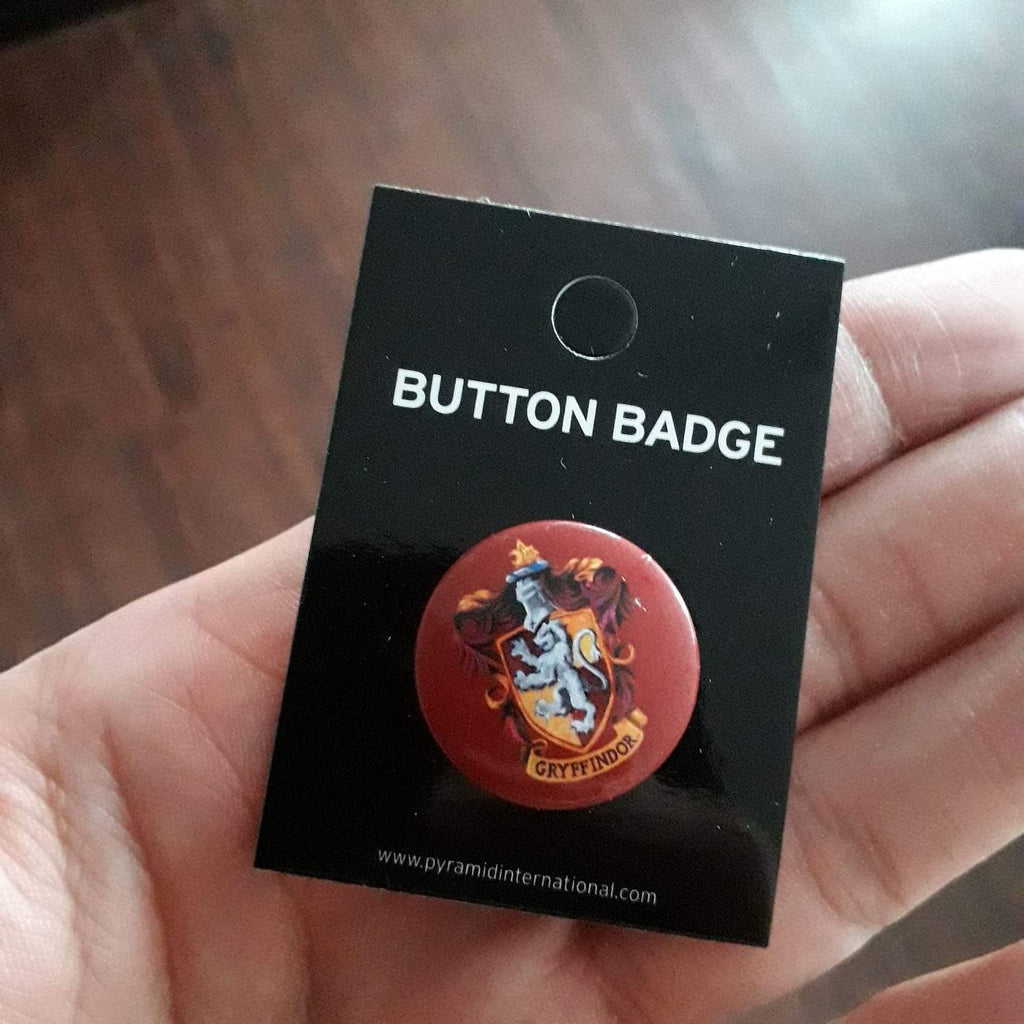 BUTTON BADGE
GRYFFINDOR
www.pyramidinternational.com